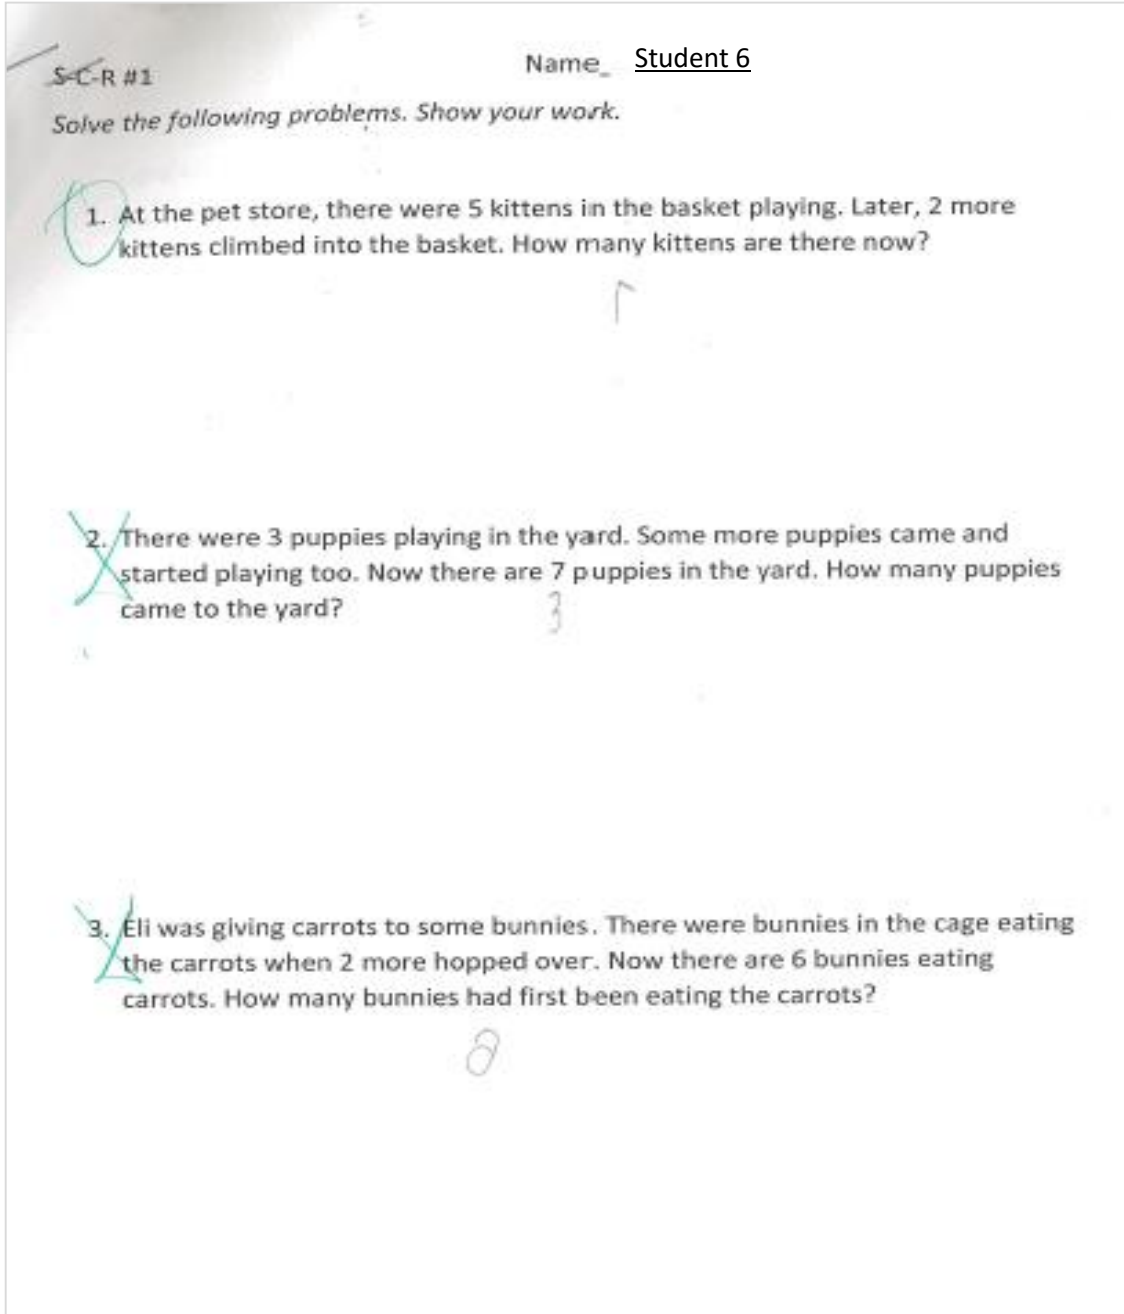 S-C-R #1
Name_ Student 6
Solve the following problems. Show your work.
1. At the pet store, there were 5 kittens in the basket playing. Later, 2 more
kittens climbed into the basket. How many kittens are there now?
2. There were 3 puppies playing in the yard. Some more puppies came and
started playing too. Now there are 7 puppies in the yard. How many puppies
came to the yard?
3
3. Eli was giving carrots to some bunnies. There were bunnies in the cage eating
the carrots when 2 more hopped over. Now there are 6 bunnies eating
carrots. How many bunnies had first been eating the carrots?
8